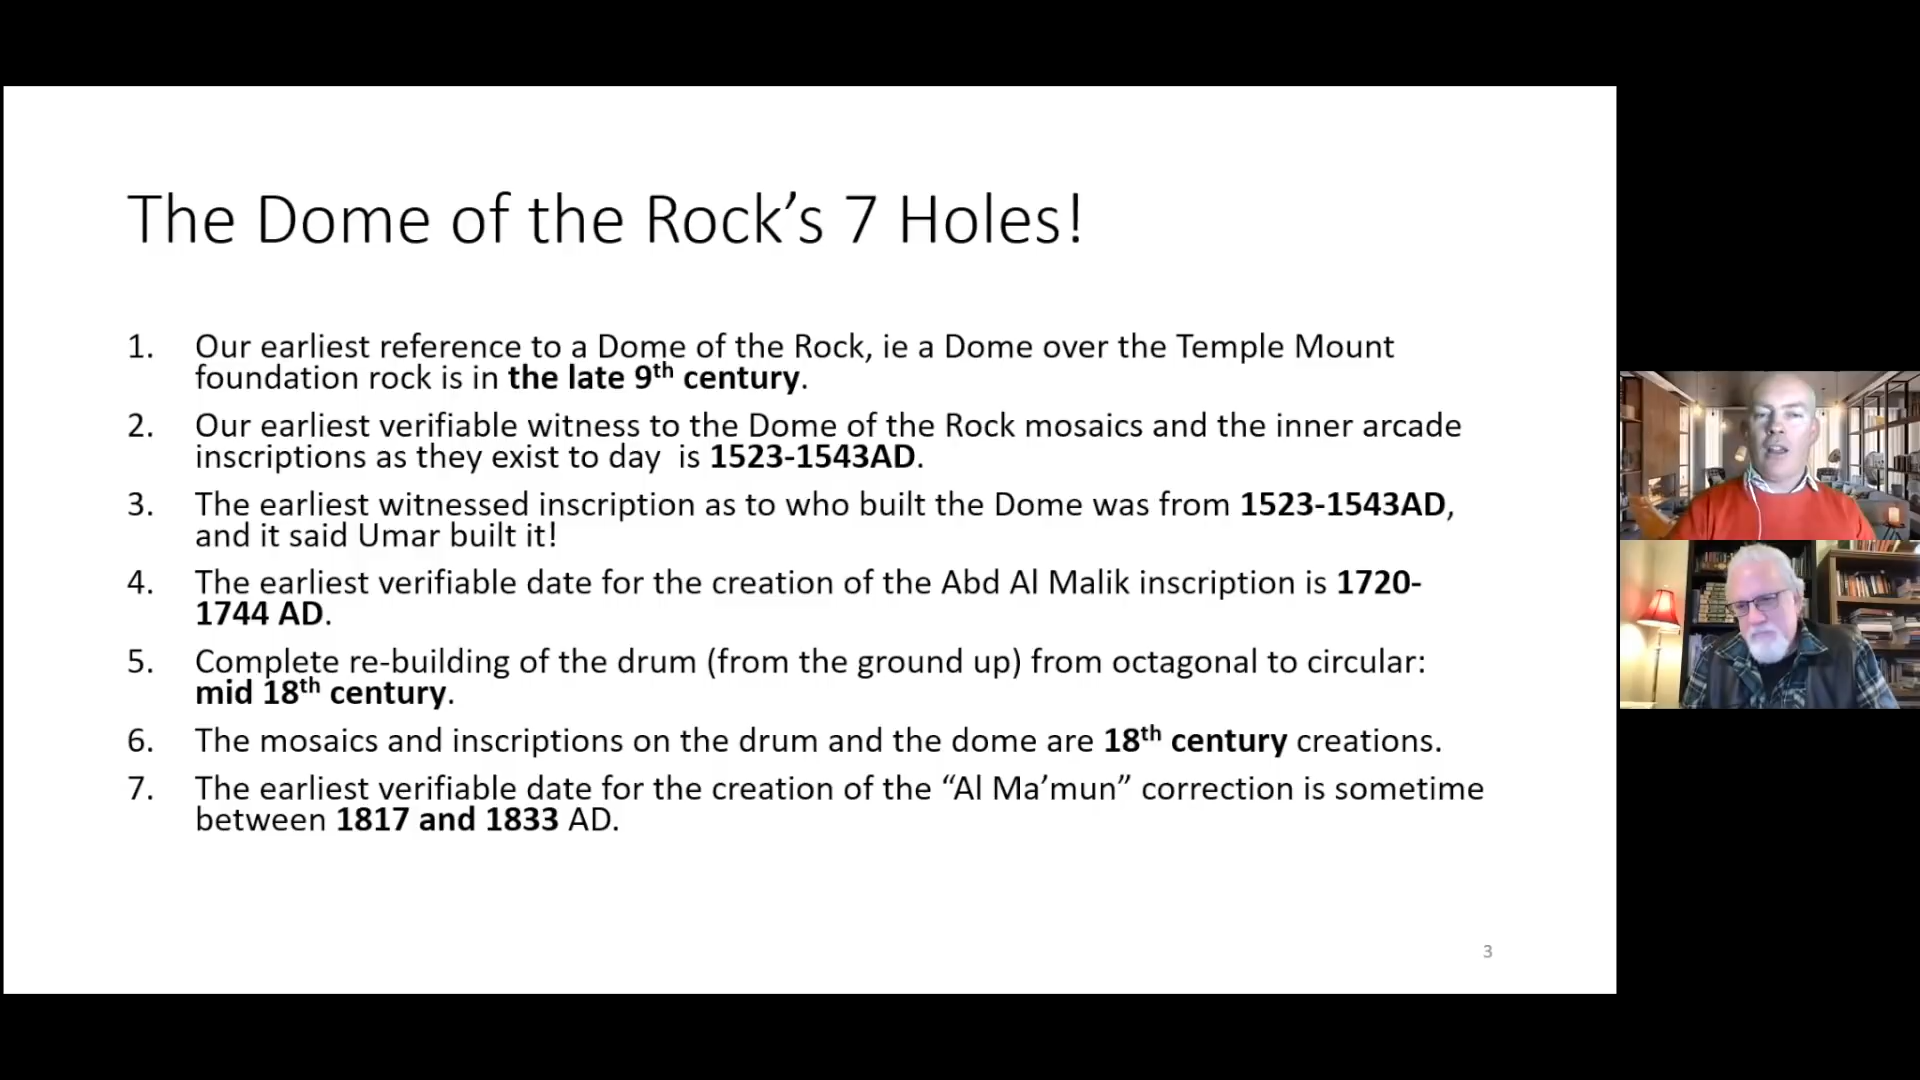 The Dome of the Rock’s 7 Holes!
1. Our earliest reference to a Dome of the Rock, ie a Dome over the Temple Mount
foundation rock is in the late 9th century.
2. Our earliest verifiable witness to the Dome of the Rock mosaics and the inner arcade
inscriptions as they exist to day is 1523-1543AD.
3. The earliest witnessed inscription as to who built the Dome was from 1523-1543AD,
and it said Umar built it!
4. The earliest verifiable date for the creation of the Abd Al Malik inscription is 1720-
1744 AD.
5. Complete re-building of the drum (from the ground up) from octagonal to circular:
mid 18th century.
6. The mosaics and inscriptions on the drum and the dome are 18th century creations.
7. The earliest verifiable date for the creation of the “Al Ma’mun” correction is sometime
between 1817 and 1833 AD.
3